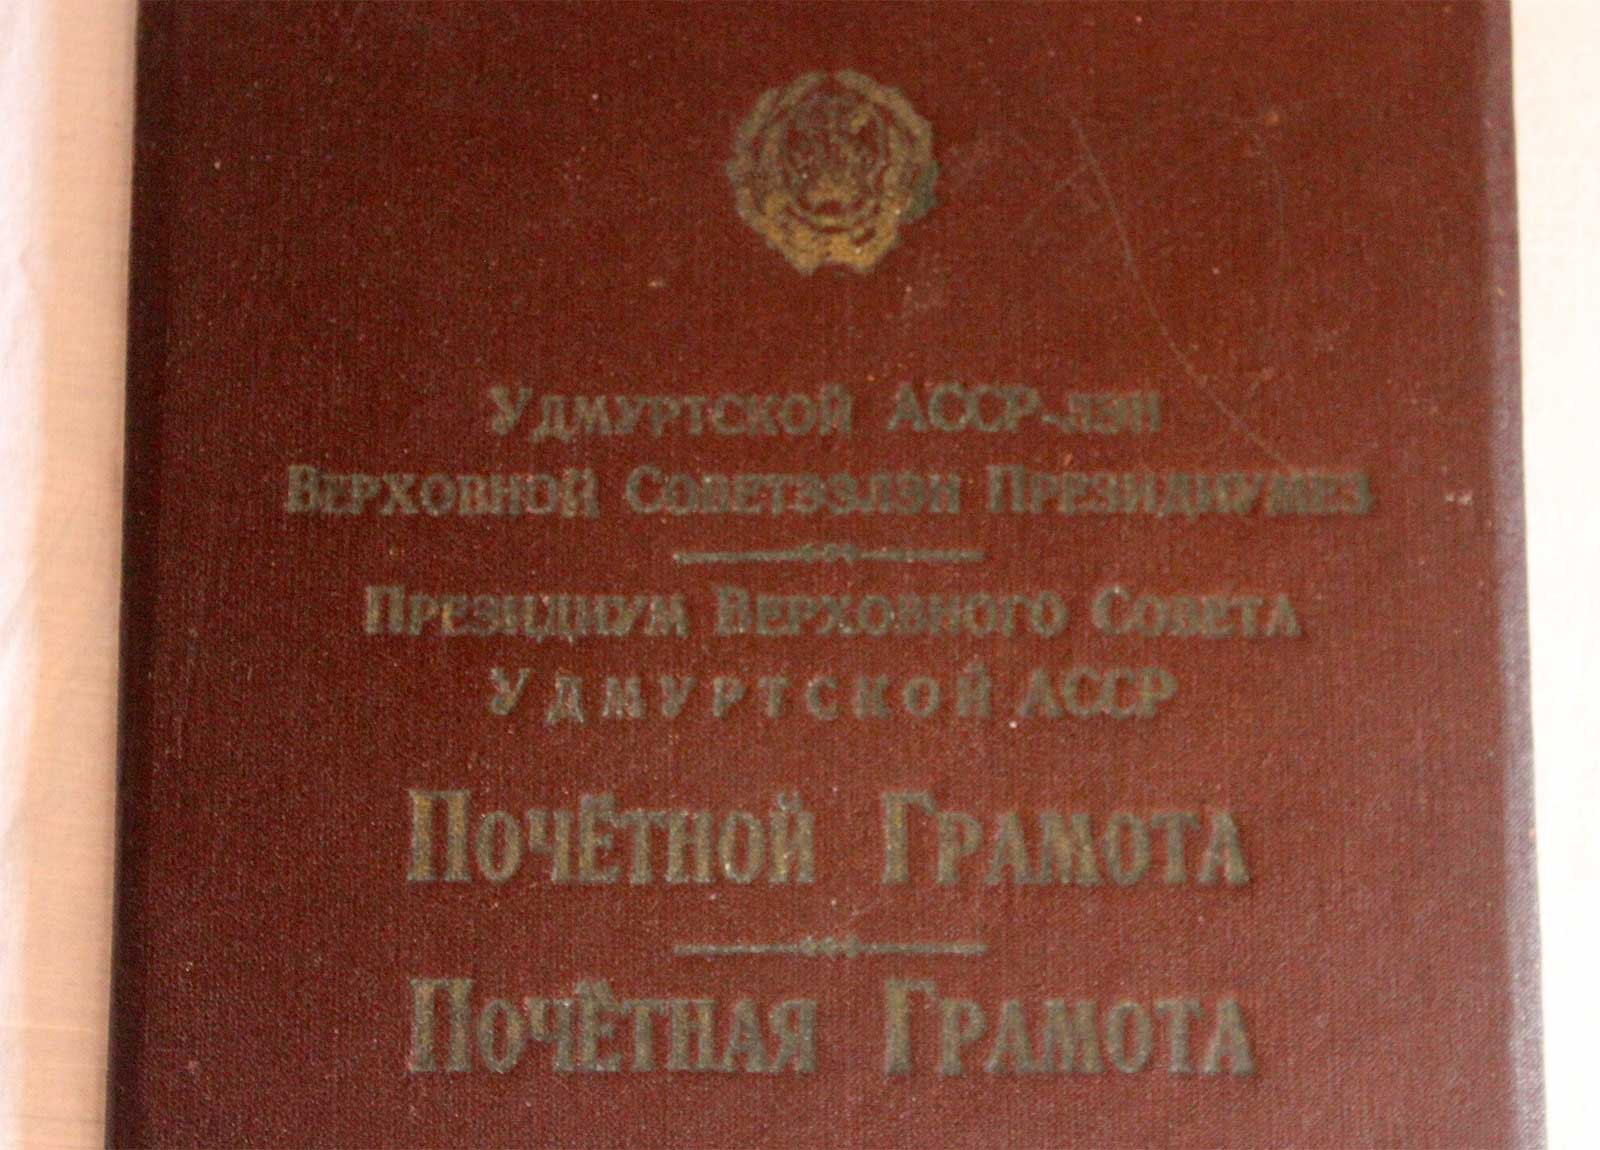 Удмуртской АССР-лэн
Верховной Советэзлэн Президиумез
Президиум Верховного Совета
Удмуртской АССР
Почётной Грамота
Почётная Грамота